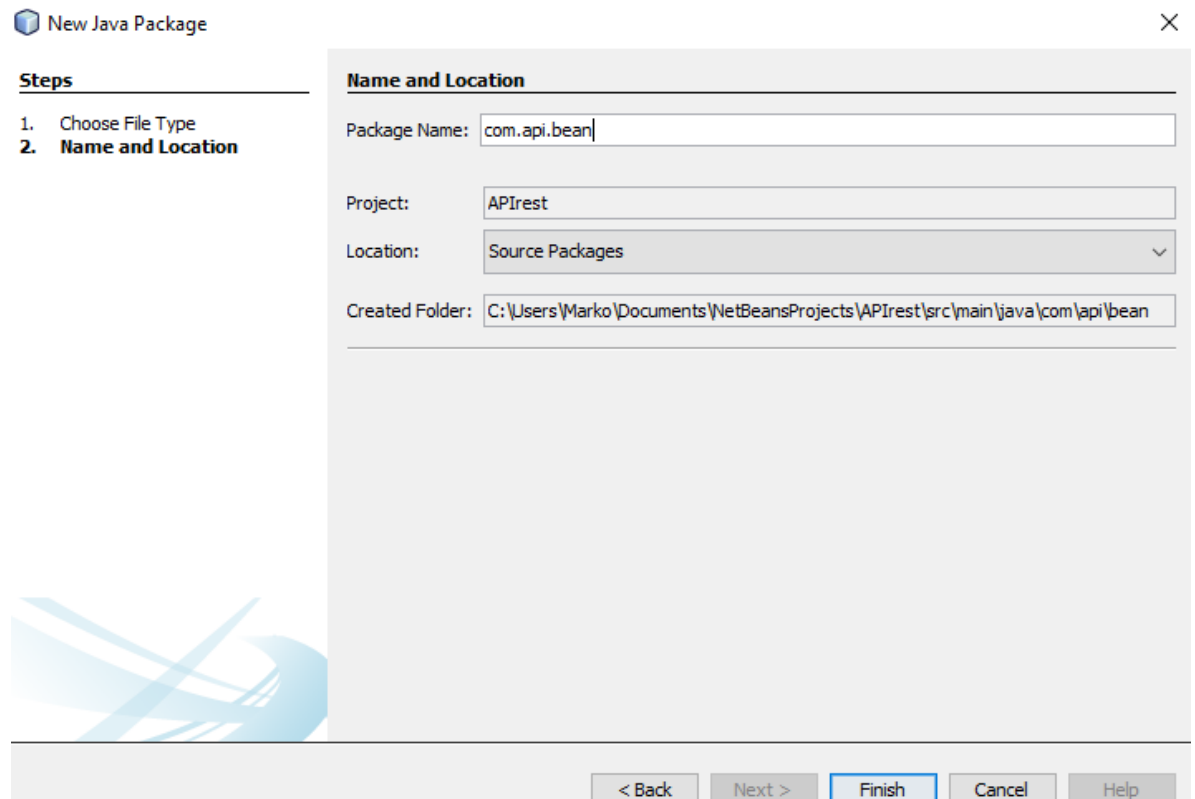 New Java Package
Steps
1. Choose File Type
2. Name and Location
Name and Location
Package Name: com.api.bean
Project: APIrest
Location: Source Packages
Created Folder: C:\Users\Marko\Documents\NetBeansProjects\APIrest\src\main\java\com\api\bean
< Back Next > Finish Cancel Help